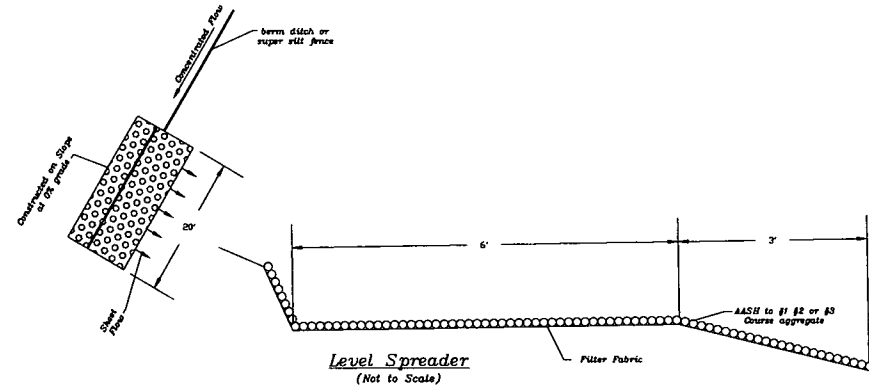 Concentrated Flow
berm ditch or
super silt fence
Constructed on Slope
at 0% grade
20'
Sheet
Flow
6'
3'
AASH to §1 §2 or §3
Course aggregate
Filter Fabric
Level Spreader
(Not to Scale)